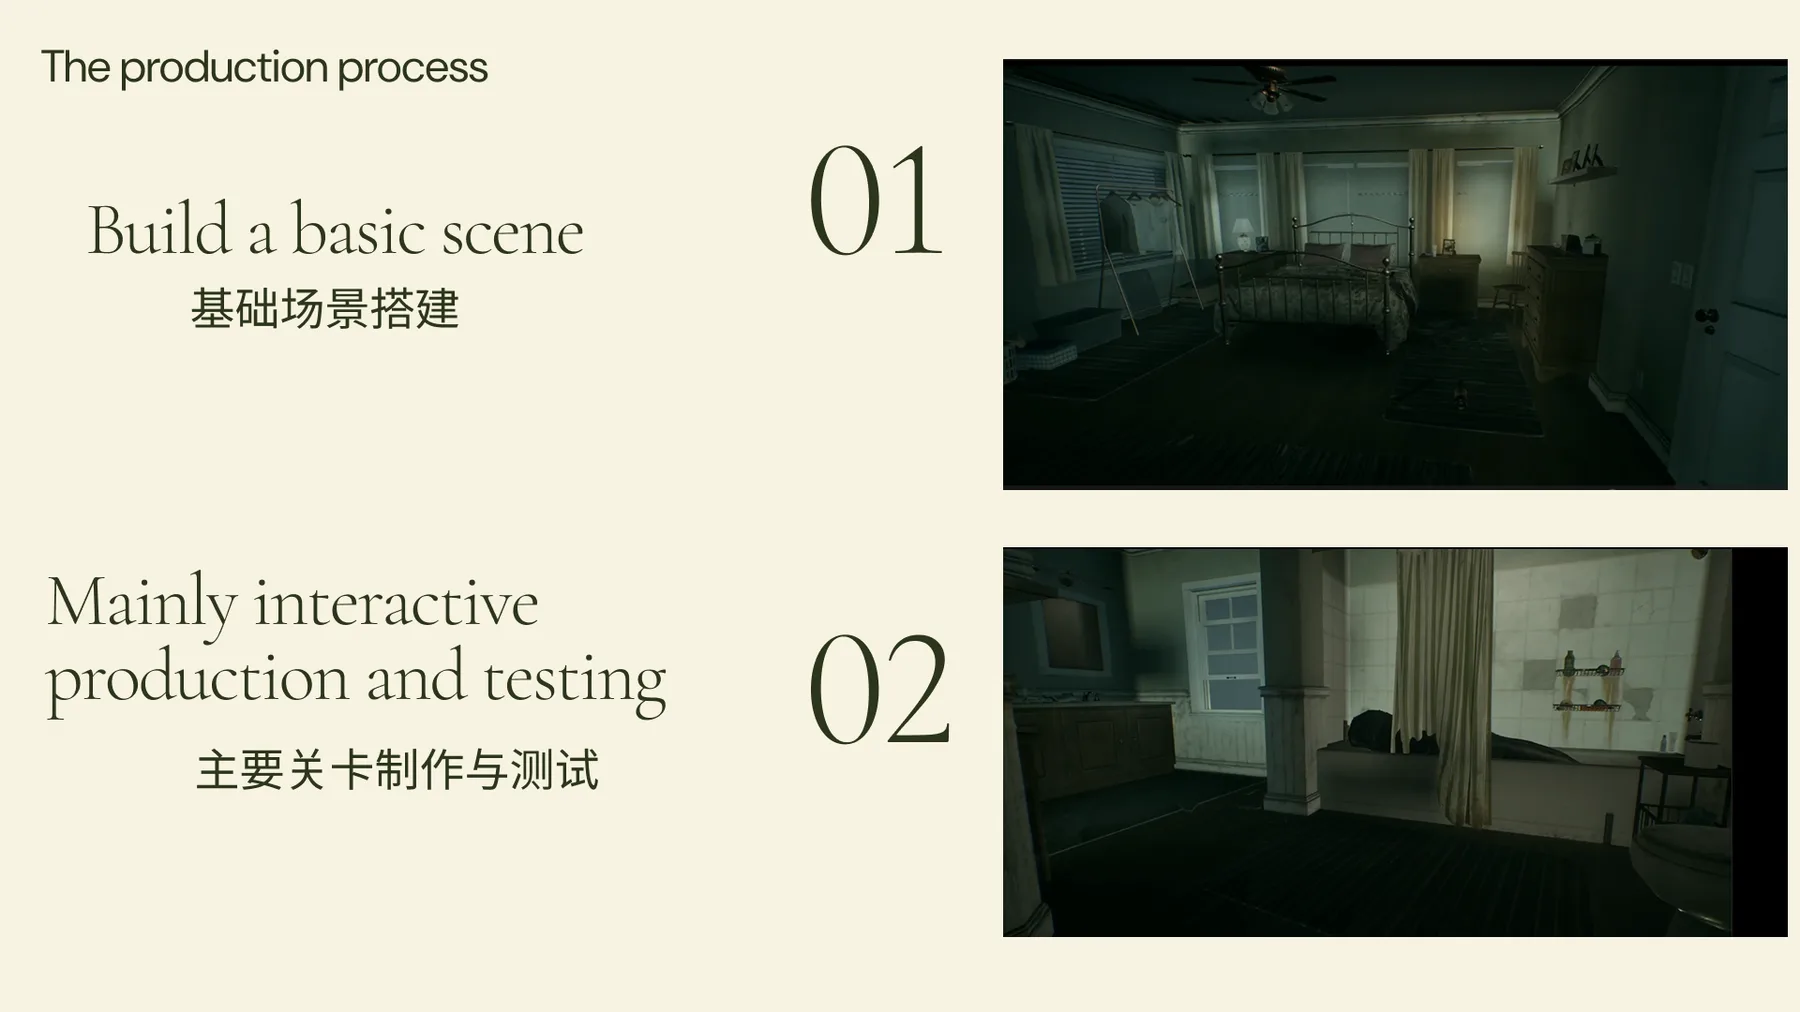 The production process
Build a basic scene
01
基础场景搭建
Mainly interactive
production and testing
02
主要关卡制作与测试